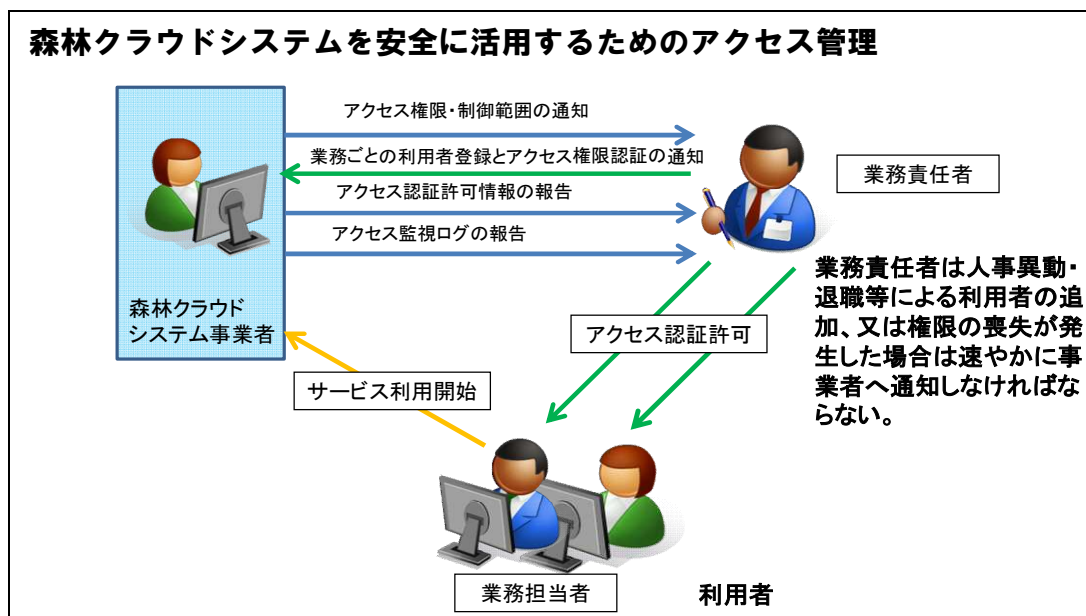 森林クラウドシステムを安全に活用するためのアクセス管理
アクセス権限・制御範囲の通知
業務ごとの利用者登録とアクセス権限認証の通知
アクセス認証許可情報の報告
アクセス監視ログの報告
森林クラウド
システム事業者
業務責任者
業務責任者は人事異動・
退職等による利用者の追
加、又は権限の喪失が発
生した場合は速やかに事
業者へ通知しなければな
らない。
アクセス認証許可
サービス利用開始
業務担当者
利用者